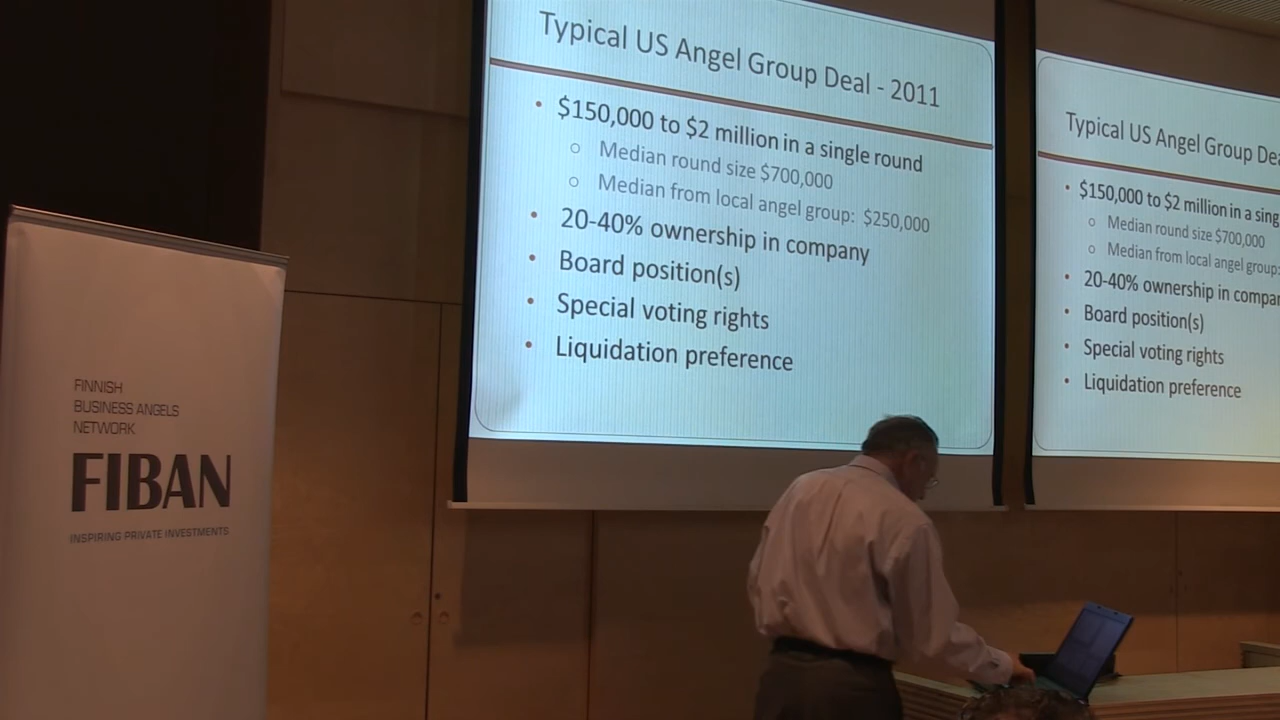 FINNISH
BUSINESS ANGELS
NETWORK
FIBAN
INSPIRING PRIVATE INVESTMENTS
Typical US Angel Group Deal - 2011
• $150,000 to $2 million in a single round
○ Median round size $700,000
○ Median from local angel group: $250,000
• 20-40% ownership in company
• Board position(s)
• Special voting rights
• Liquidation preference
Typical US Angel Group
• $150,000 to $2 million in a
○ Median round size $700,000
○ Median from local angel group:
• 20-40% ownership in
• Board position(s)
• Special voting rights
• Liquidation preference